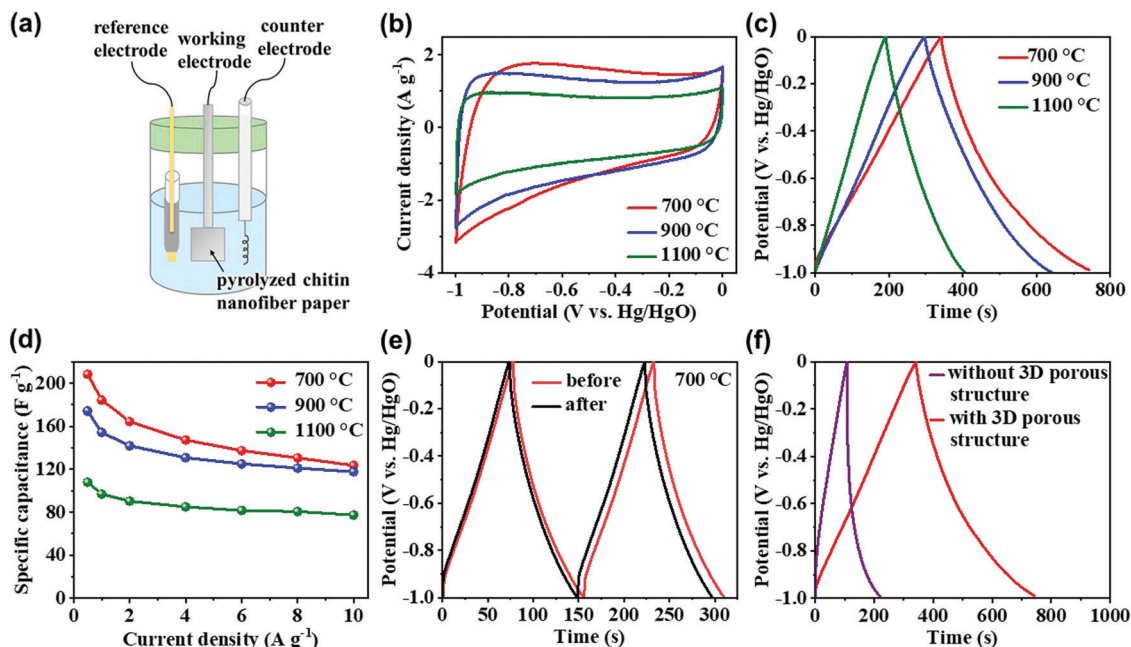 (a)
reference
electrode
working
electrode
counter
electrode
pyrolyzed chitin
nanofiber paper
(b)
Current density (A g⁻¹)
4
2
0
-2
-4
700 °C
900 °C
1100 °C
-1
-0.8
-0.6
-0.4
-0.2
0
Potential (V vs. Hg/HgO)
(c)
Potential (V vs. Hg/HgO)
0
-0.2
-0.4
-0.6
-0.8
-1.0
700 °C
900 °C
1100 °C
0
200
400
600
800
Time (s)
(d)
Specific capacitance (F g⁻¹)
200
160
120
80
40
0
700 °C
900 °C
1100 °C
0
2
4
6
8
10
Current density (A g⁻¹)
(e)
Potential (V vs. Hg/HgO)
0
-0.2
-0.4
-0.6
-0.8
-1.0
before
after
700 °C
0
50
100
150
200
250
300
Time (s)
(f)
Potential (V vs. Hg/HgO)
0
-0.2
-0.4
-0.6
-0.8
-1.0
without 3D porous
structure
with 3D porous
structure
0
200
400
600
800
1000
Time (s)